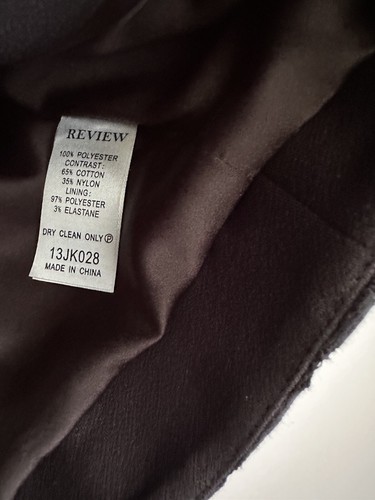 REVIEW
100% POLYESTER
CONTRAST:
65% COTTON
35% NYLON
LINING:
97% POLYESTER
3% ELASTANE
DRY CLEAN ONLY Ⓟ
13JK028
MADE IN CHINA